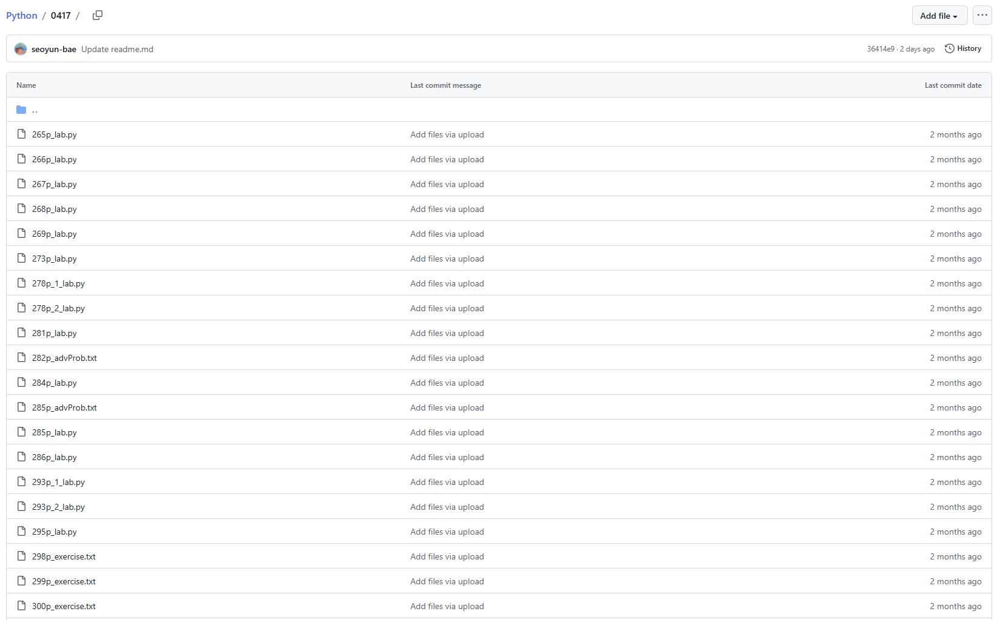 Python / 0417 /
Add file
seoyun-bae Update readme.md
36414e9 · 2 days ago
History
Name Last commit message Last commit date
..
265p_lab.py Add files via upload 2 months ago
266p_lab.py Add files via upload 2 months ago
267p_lab.py Add files via upload 2 months ago
268p_lab.py Add files via upload 2 months ago
269p_lab.py Add files via upload 2 months ago
273p_lab.py Add files via upload 2 months ago
278p_1_lab.py Add files via upload 2 months ago
278p_2_lab.py Add files via upload 2 months ago
281p_lab.py Add files via upload 2 months ago
282p_advProb.txt Add files via upload 2 months ago
284p_lab.py Add files via upload 2 months ago
285p_advProb.txt Add files via upload 2 months ago
285p_lab.py Add files via upload 2 months ago
286p_lab.py Add files via upload 2 months ago
293p_1_lab.py Add files via upload 2 months ago
293p_2_lab.py Add files via upload 2 months ago
295p_lab.py Add files via upload 2 months ago
298p_exercise.txt Add files via upload 2 months ago
299p_exercise.txt Add files via upload 2 months ago
300p_exercise.txt Add files via upload 2 months ago